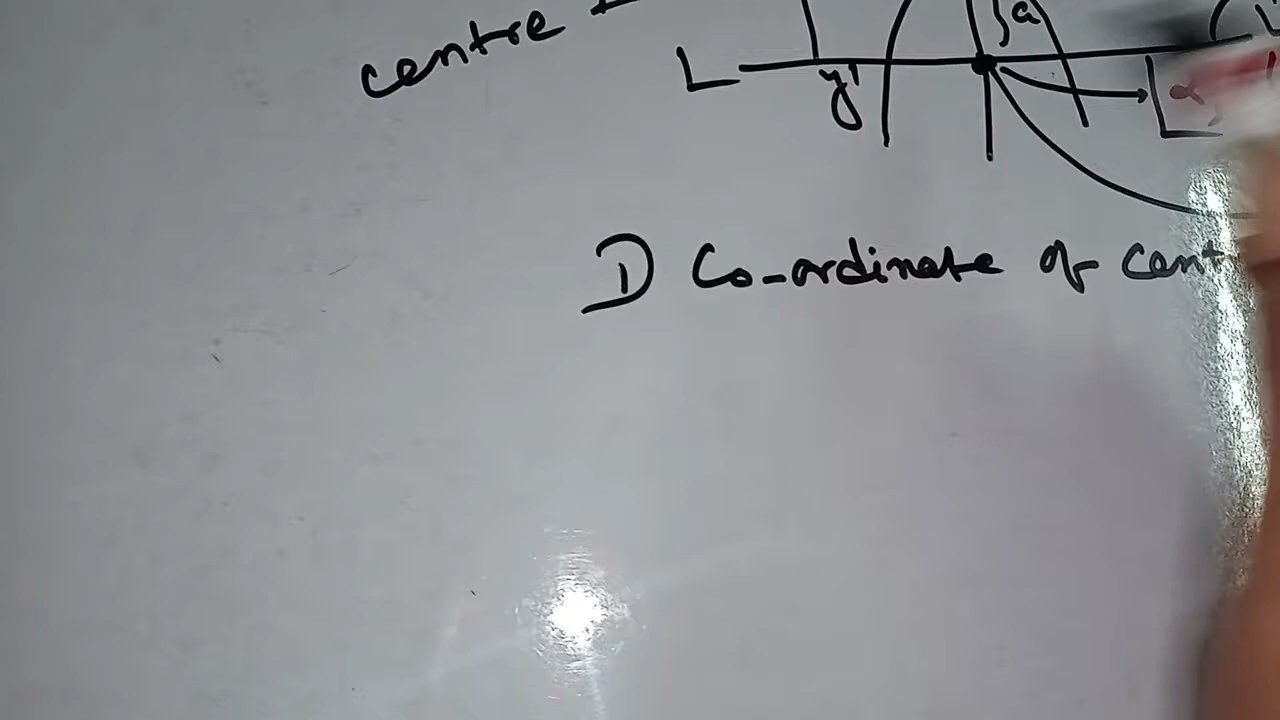 centre
a
L
y'
α
1) Co-ordinate of cent